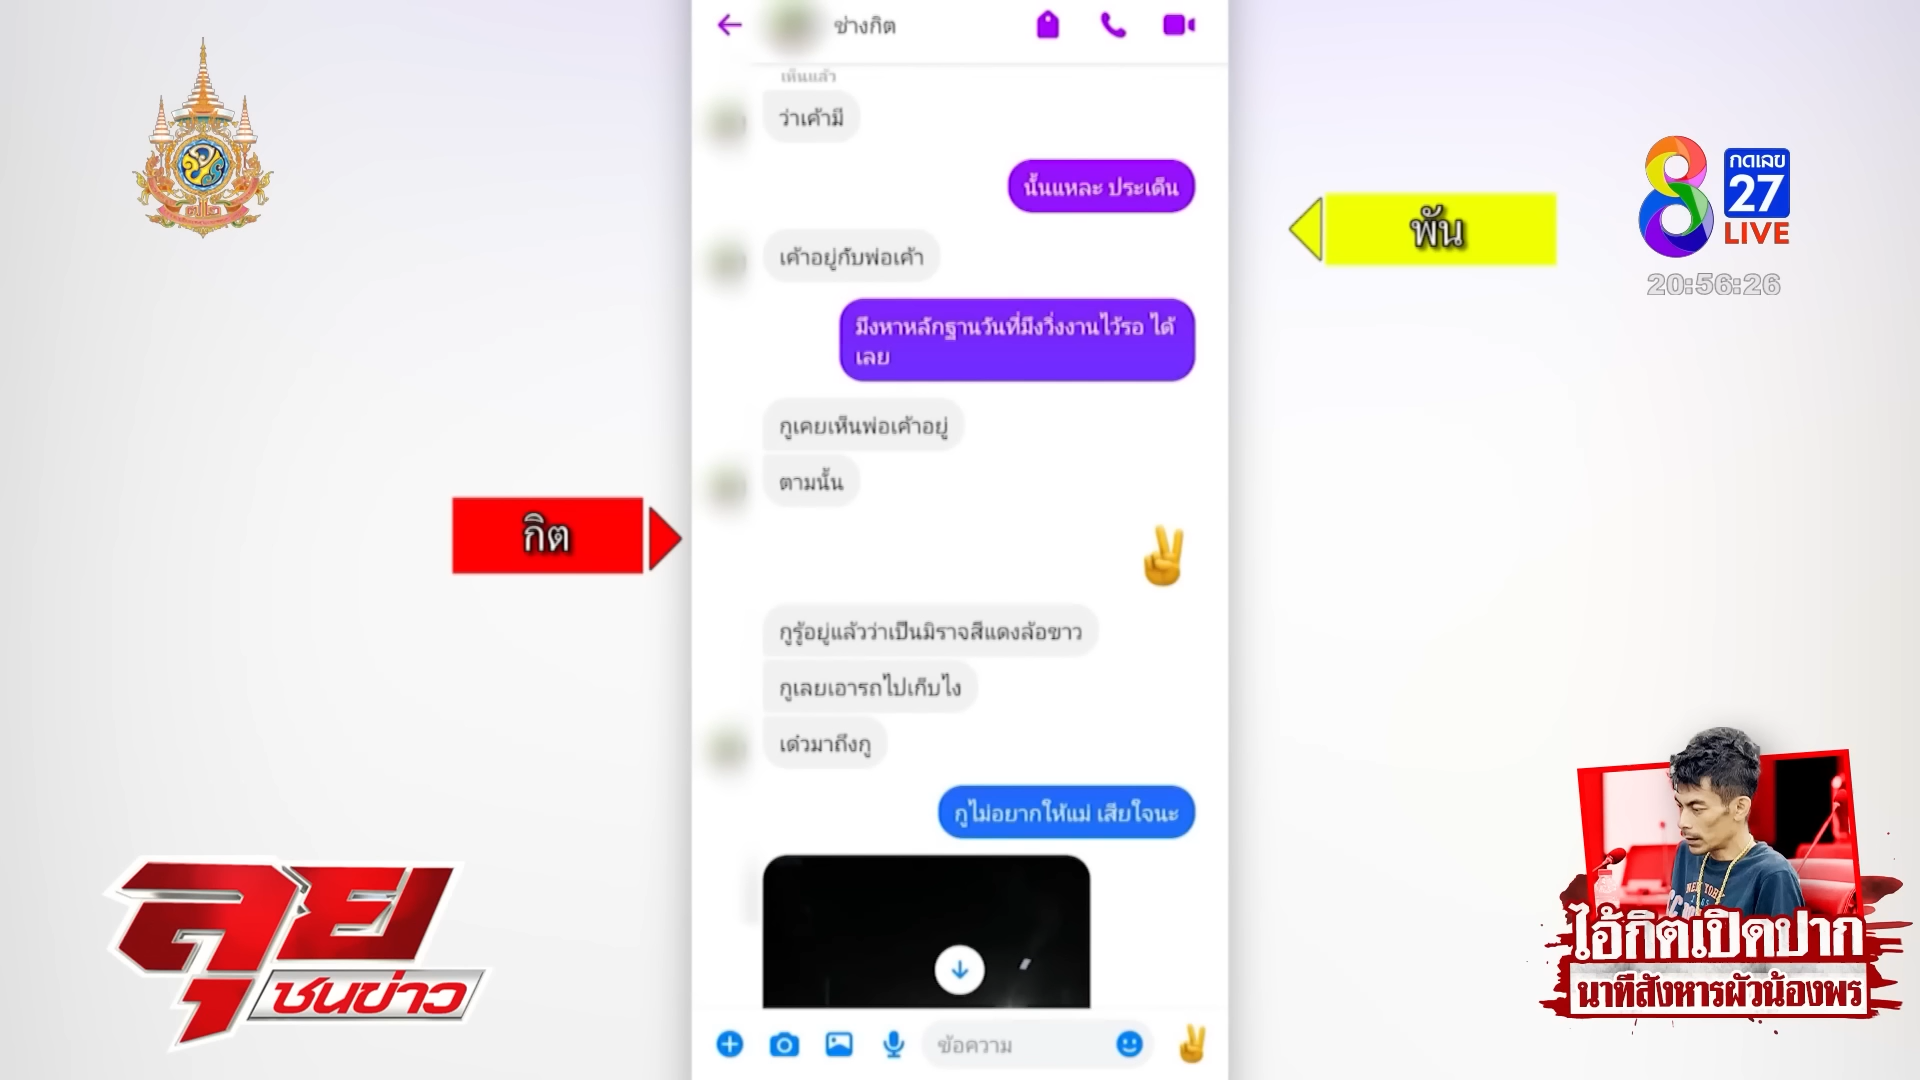 ช่างกิต
เห็นแล้ว
ว่าเค้ามี
นั้นแหละ ประเด็น
กดเลข
27
LIVE
8
พัน
20:56:26
เค้าอยู่กับพ่อเค้า
มึงหาหลักฐานวันที่มึงวิ่งงานไว้รอ ได้
เลย
กูเคยเห็นพ่อเค้าอยู่
ตามนั้น
กิต
✌
กูรู้อยู่แล้วว่าเป็นมิราจสีแดงล้อขาว
กูเลยเอารถไปเก็บไง
เด๋วมาถึงกู
กูไม่อยากให้แม่ เสียใจนะ
ลุย
ชนข่าว
NEW YORK
ไอ้กิตเปิดปาก
นาทีสังหารผัวน้องพร
ข้อความ